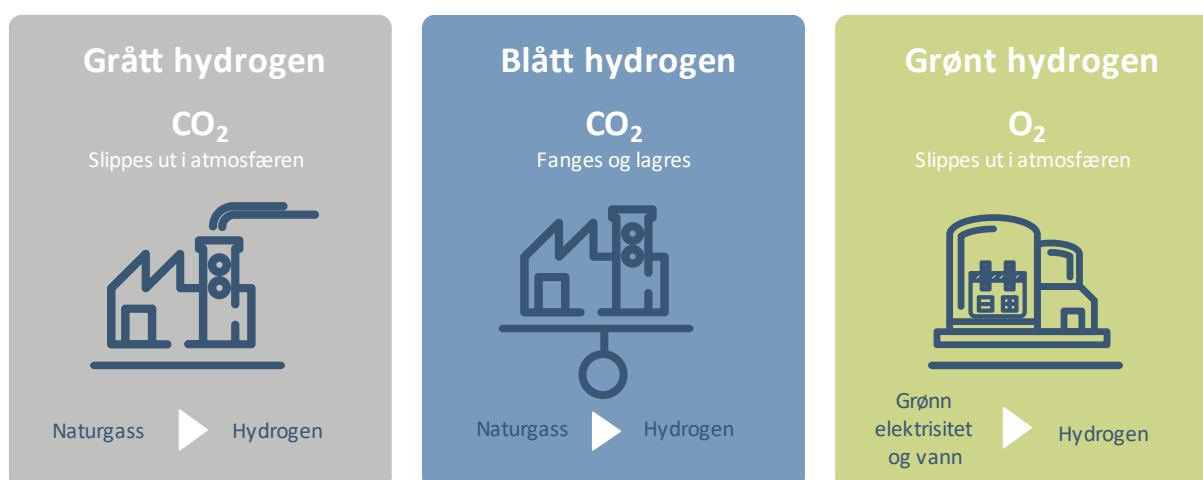 Grått hydrogen
CO₂
Slippes ut i atmosfæren
Naturgass
Hydrogen
Blått hydrogen
CO₂
Fanges og lagres
Naturgass
Hydrogen
Grønt hydrogen
O₂
Slippes ut i atmosfæren
Grønn
elektrisitet
og vann
Hydrogen